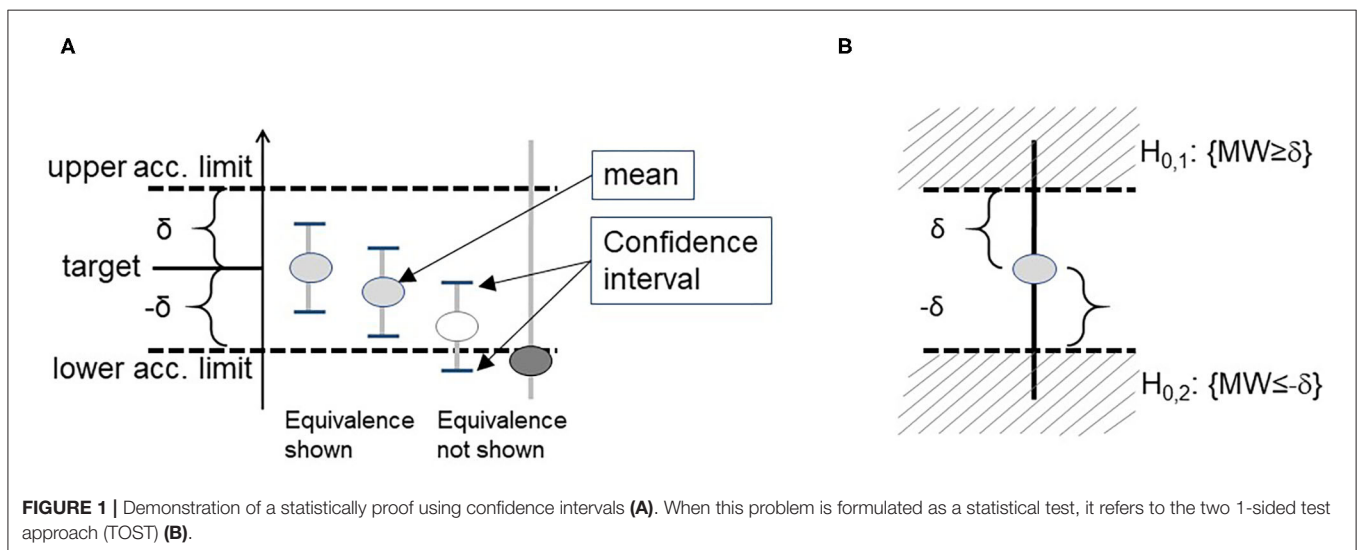 A
B
upper acc. limit
δ
target
-δ
lower acc. limit
mean
Confidence
interval
Equivalence
shown
Equivalence
not shown
H0,1: {MW≥δ}
δ
-δ
H0,2: {MW≤-δ}
FIGURE 1 | Demonstration of a statistically proof using confidence intervals (A). When this problem is formulated as a statistical test, it refers to the two 1-sided test
approach (TOST) (B).